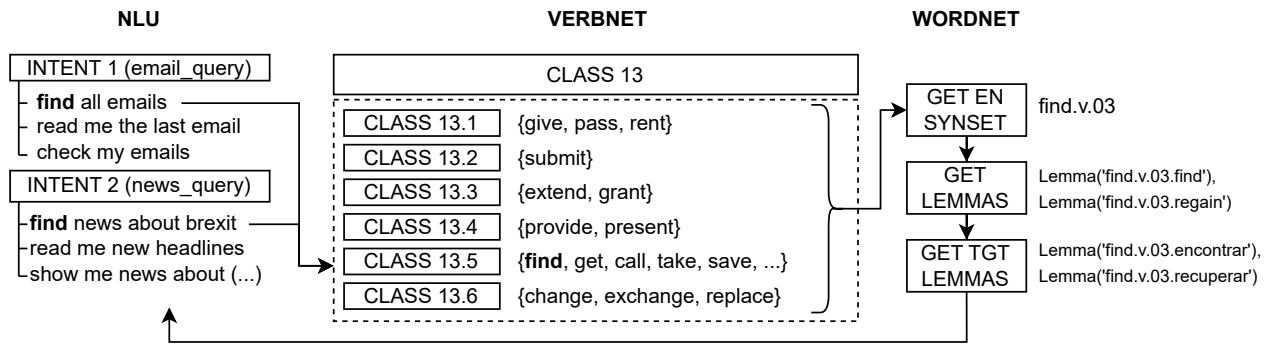 NLU
VERBNET
WORDNET
INTENT 1 (email_query)
find all emails
read me the last email
check my emails
INTENT 2 (news_query)
find news about brexit
read me new headlines
show me news about (...)
CLASS 13
CLASS 13.1 {give, pass, rent}
CLASS 13.2 {submit}
CLASS 13.3 {extend, grant}
CLASS 13.4 {provide, present}
CLASS 13.5 {find, get, call, take, save, ...}
CLASS 13.6 {change, exchange, replace}
GET EN
SYNSET
find.v.03
GET
LEMMAS
Lemma('find.v.03.find'),
Lemma('find.v.03.regain')
GET TGT
LEMMAS
Lemma('find.v.03.encontrar'),
Lemma('find.v.03.recuperar')